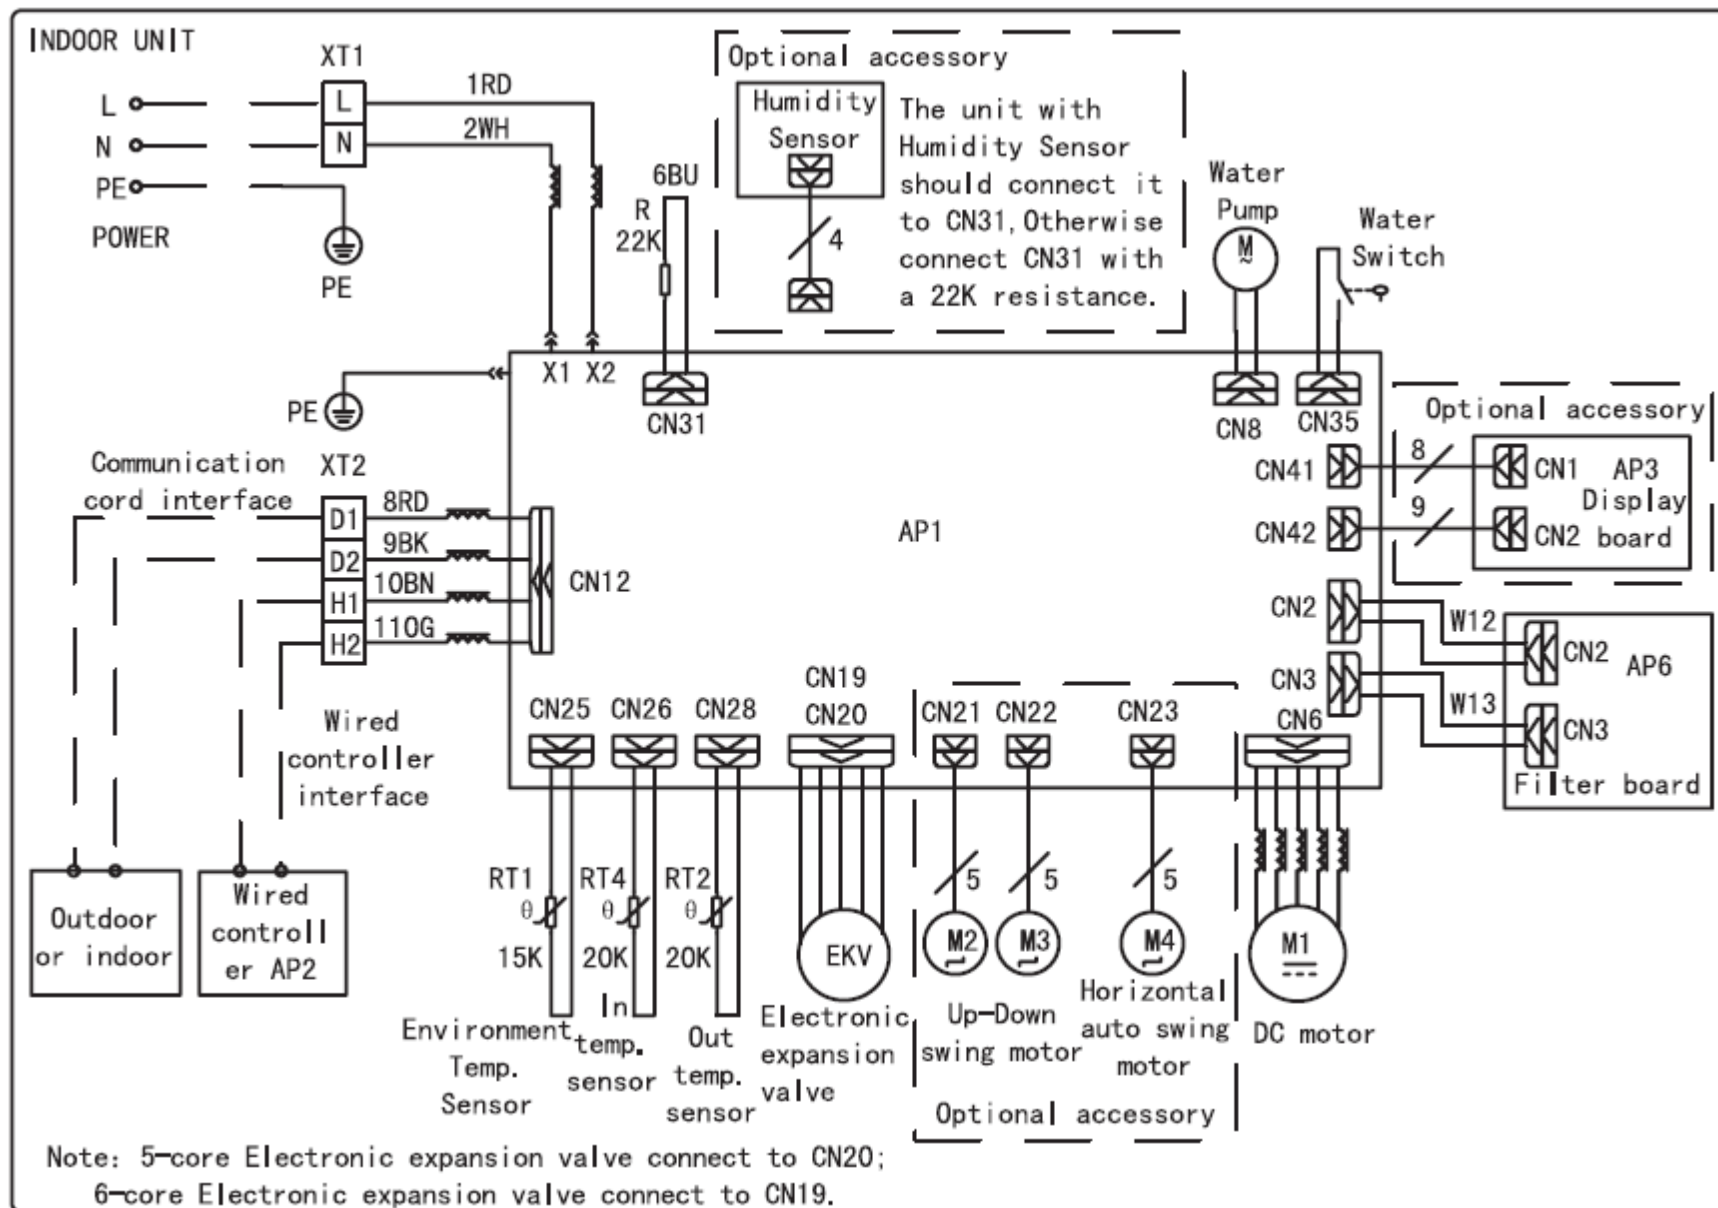 INDOOR UNIT
XT1
L
N
PE
POWER
L
N
1RD
2WH
PE
Optional accessory
Humidity
Sensor
4
The unit with
Humidity Sensor
should connect it
to CN31,Otherwise
connect CN31 with
a 22K resistance.
6BU
R
22K
Water
Pump
M
~
Water
Switch
X1 X2
CN31
CN8
CN35
PE
Communication
cord interface
XT2
D1
D2
H1
H2
8RD
9BK
10BN
11OG
CN12
AP1
CN41
CN42
CN2
CN3
CN6
8
9
Optional accessory
CN1
CN2
AP3
Display
board
W12
W13
CN2
CN3
AP6
Filter board
Wired
controller
interface
Outdoor
or indoor
Wired
controll
er AP2
CN25
CN26
CN28
CN19
CN20
CN21
CN22
CN23
RT1
θ
15K
RT4
θ
20K
RT2
θ
20K
EKV
5
5
5
M2
M3
M4
M1
Environment
Temp.
Sensor
In
temp.
sensor
Out
temp.
sensor
Electronic
expansion
valve
Up-Down
swing motor
Horizontal
auto swing
motor
Optional accessory
DC motor
Note: 5-core Electronic expansion valve connect to CN20;
6-core Electronic expansion valve connect to CN19.